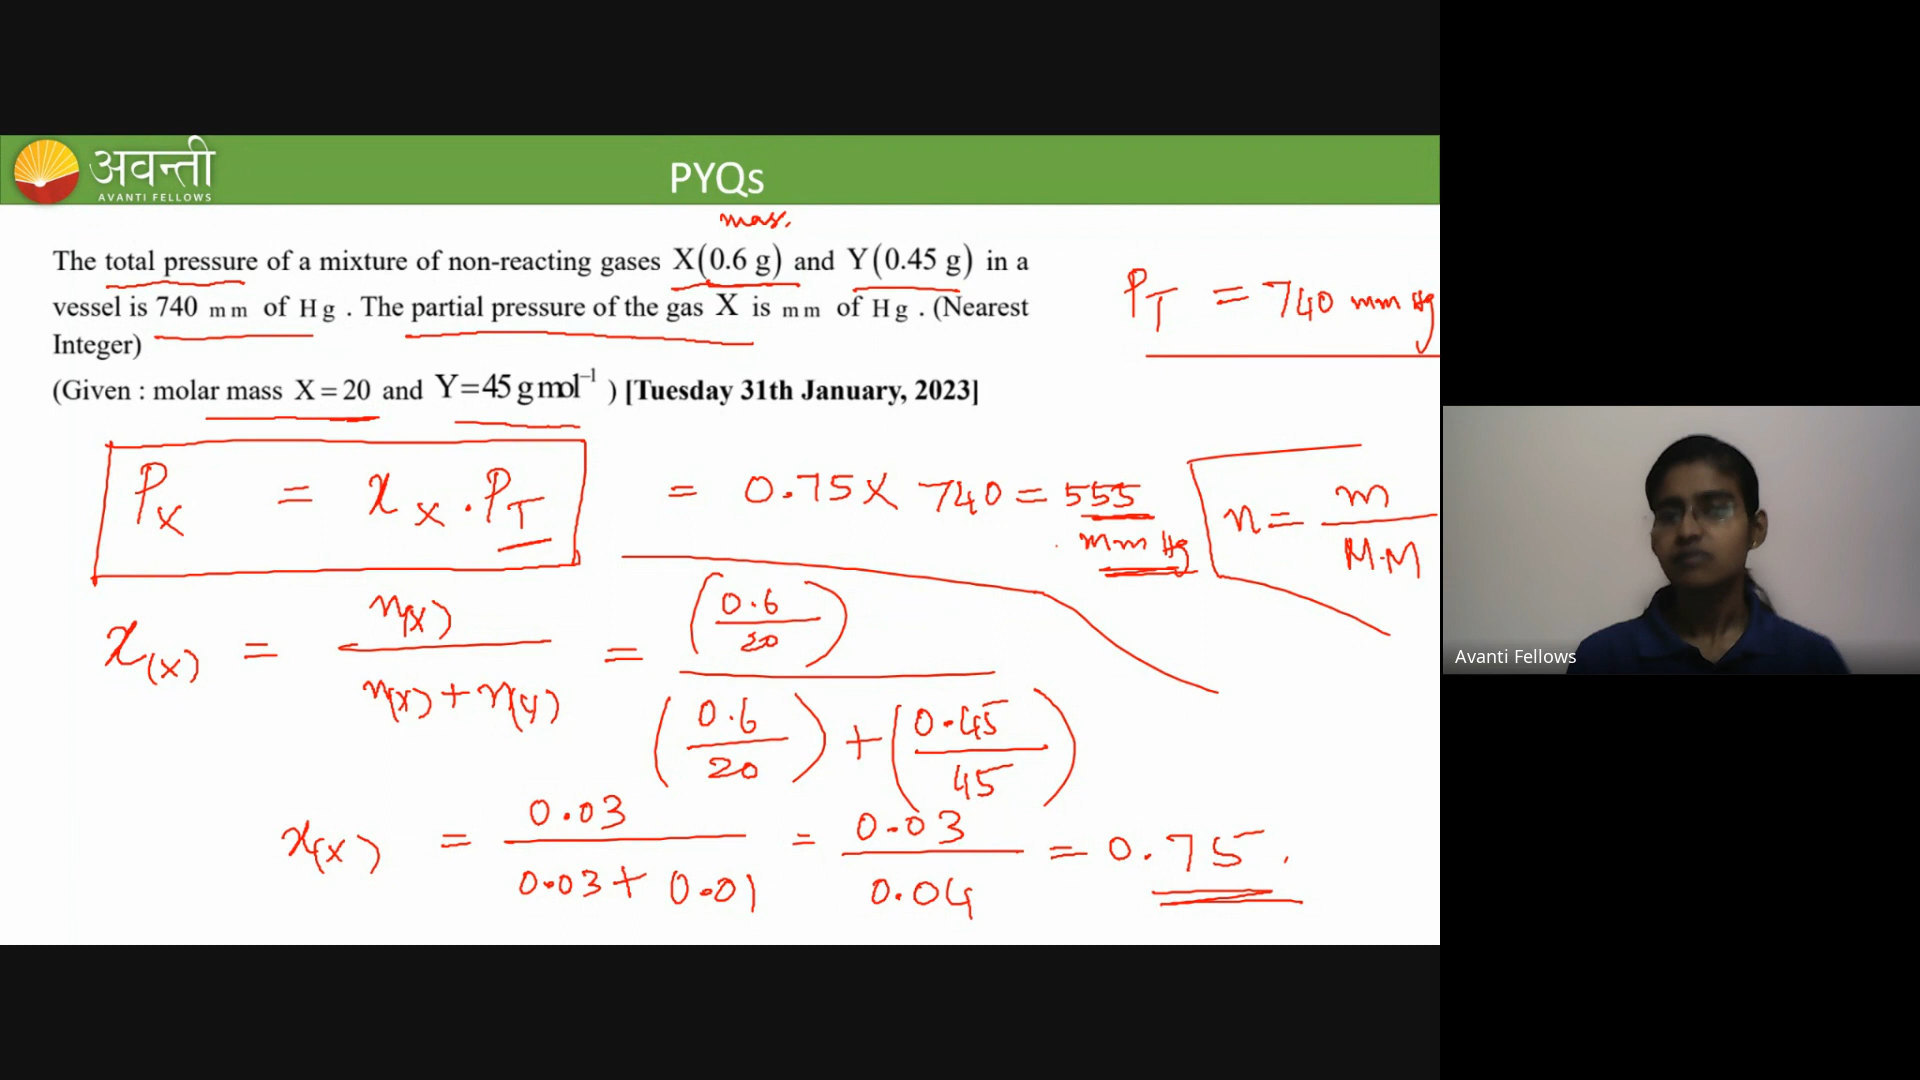 अवन्ती
AVANTI FELLOWS
PYQs
mass.
The total pressure of a mixture of non-reacting gases X(0.6 g) and Y(0.45 g) in a
vessel is 740 mm of Hg. The partial pressure of the gas X is mm of Hg. (Nearest
Integer)
(Given : molar mass X = 20 and Y=45 g mol⁻¹ ) [Tuesday 31th January, 2023]
P_T = 740 mm Hg
P_X = x_X . P_T = 0.75 X 740 = 555
mm Hg
n = m / M.M
x(X) = n(X) / n(X) + n(Y) = (0.6/20) / (0.6/20) + (0.45/45)
x(X) = 0.03 / 0.03 + 0.01 = 0.03 / 0.04 = 0.75.
Avanti Fellows